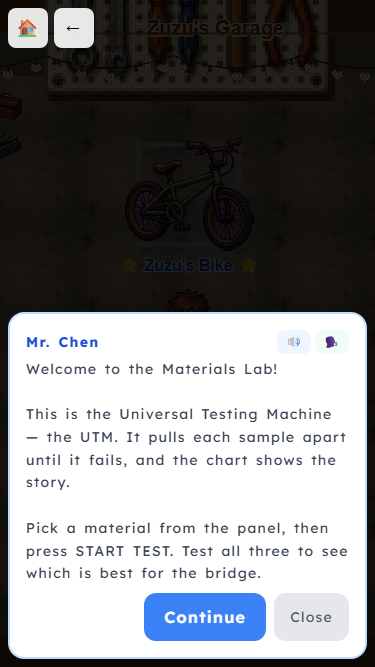 Zuzu's Garage
Zuzu's Bike
Mr. Chen
Welcome to the Materials Lab!
This is the Universal Testing Machine
— the UTM. It pulls each sample apart
until it fails, and the chart shows the
story.
Pick a material from the panel, then
press START TEST. Test all three to see
which is best for the bridge.
Continue
Close